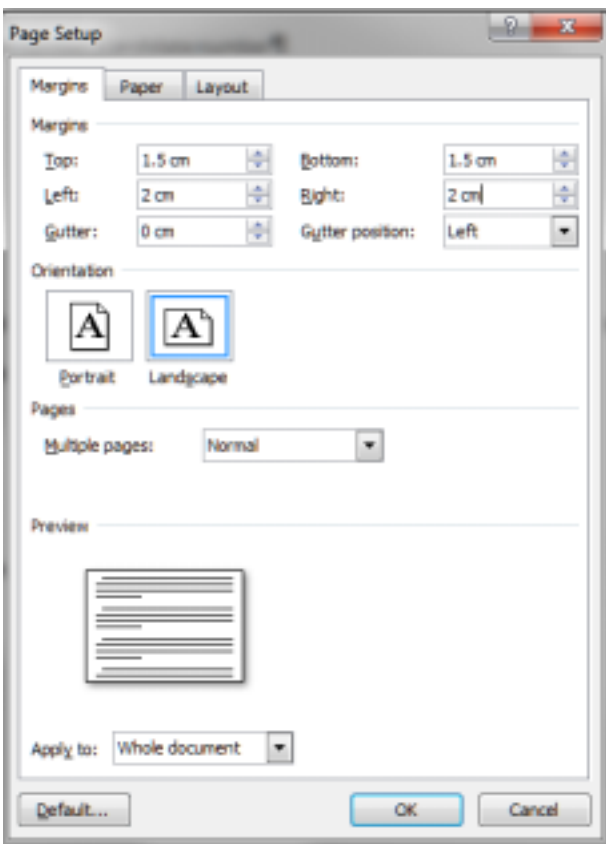 Page Setup
Margins Paper Layout
Margins
Top: 1.5 cm Bottom: 1.5 cm
Left: 2 cm Right: 2 cm
Gutter: 0 cm Gutter position: Left
Orientation
A A
Portrait Landscape
Pages
Multiple pages: Normal
Preview
Apply to: Whole document
Default... OK Cancel